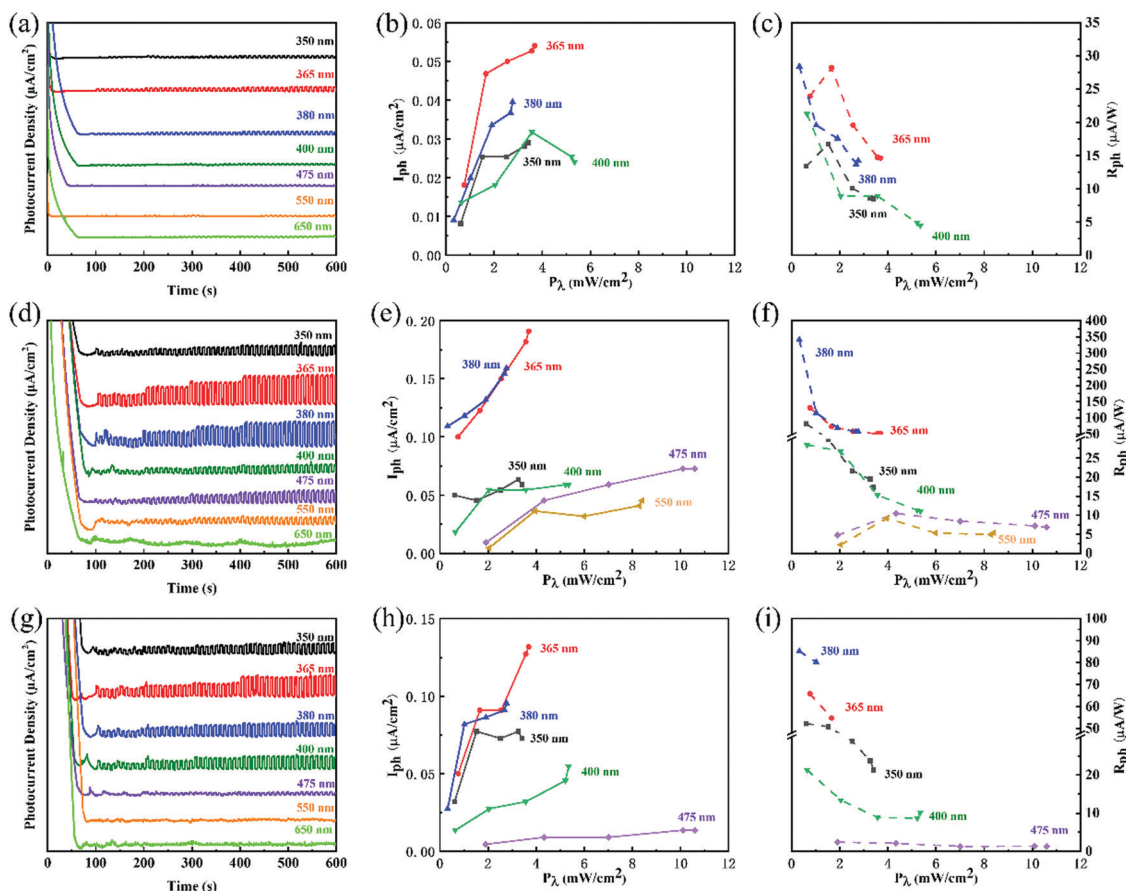 (a)
Photocurrent Density (μA/cm²)
350 nm
365 nm
380 nm
400 nm
475 nm
550 nm
650 nm
0 100 200 300 400 500 600
Time (s)
(b)
I_ph (μA/cm²)
0.06
0.05
0.04
0.03
0.02
0.01
0.00
365 nm
380 nm
350 nm
400 nm
0 2 4 6 8 10 12
P_λ (mW/cm²)
(c)
365 nm
380 nm
350 nm
400 nm
35
30
25
20
15
10
5
0
R_ph (μA/W)
0 2 4 6 8 10 12
P_λ (mW/cm²)
(d)
Photocurrent Density (μA/cm²)
350 nm
365 nm
380 nm
400 nm
475 nm
550 nm
650 nm
0 100 200 300 400 500 600
Time (s)
(e)
I_ph (μA/cm²)
0.20
0.15
0.10
0.05
0.00
380 nm
365 nm
350 nm
400 nm
475 nm
550 nm
0 2 4 6 8 10 12
P_λ (mW/cm²)
(f)
380 nm
365 nm
350 nm
400 nm
475 nm
550 nm
400
350
300
250
200
150
100
50
30
25
20
15
10
5
0
R_ph (μA/W)
0 2 4 6 8 10 12
P_λ (mW/cm²)
(g)
Photocurrent Density (μA/cm²)
350 nm
365 nm
380 nm
400 nm
475 nm
550 nm
650 nm
0 100 200 300 400 500 600
Time (s)
(h)
I_ph (μA/cm²)
0.15
0.10
0.05
0.00
365 nm
380 nm
350 nm
400 nm
475 nm
0 2 4 6 8 10 12
P_λ (mW/cm²)
(i)
380 nm
365 nm
350 nm
400 nm
475 nm
100
90
80
70
60
50
20
10
0
R_ph (μA/W)
0 2 4 6 8 10 12
P_λ (mW/cm²)